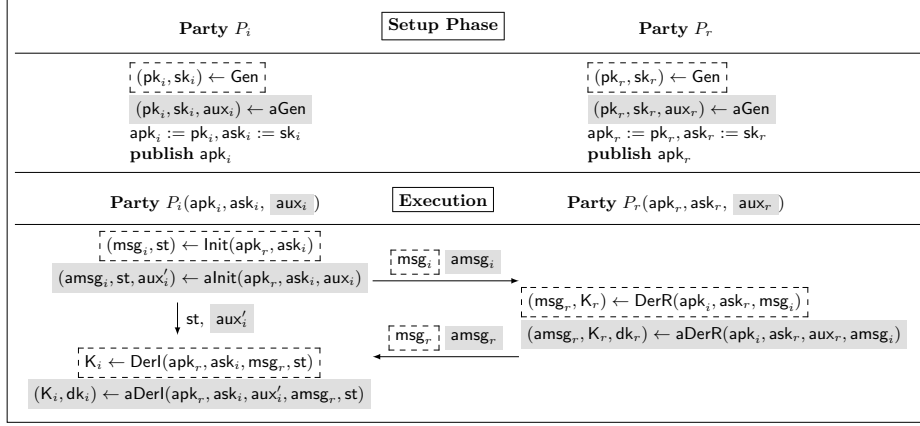 Party P_i Setup Phase Party P_r
(pk_i, sk_i) ← Gen (pk_r, sk_r) ← Gen
(pk_i, sk_i, aux_i) ← aGen (pk_r, sk_r, aux_r) ← aGen
apk_i := pk_i, ask_i := sk_i apk_r := pk_r, ask_r := sk_r
publish apk_i publish apk_r
Party P_i(apk_i, ask_i, aux_i) Execution Party P_r(apk_r, ask_r, aux_r)
(msg_i, st) ← Init(apk_r, ask_i)
msg_i amsg_i
(amsg_i, st, aux'_i) ← aInit(apk_r, ask_i, aux_i)
(msg_r, K_r) ← DerR(apk_i, ask_r, msg_i)
st, aux'_i
msg_r amsg_r
(amsg_r, K_r, dk_r) ← aDerR(apk_i, ask_r, aux_r, amsg_i)
K_i ← DerI(apk_r, ask_i, msg_r, st)
(K_i, dk_i) ← aDerI(apk_r, ask_i, aux'_i, amsg_r, st)